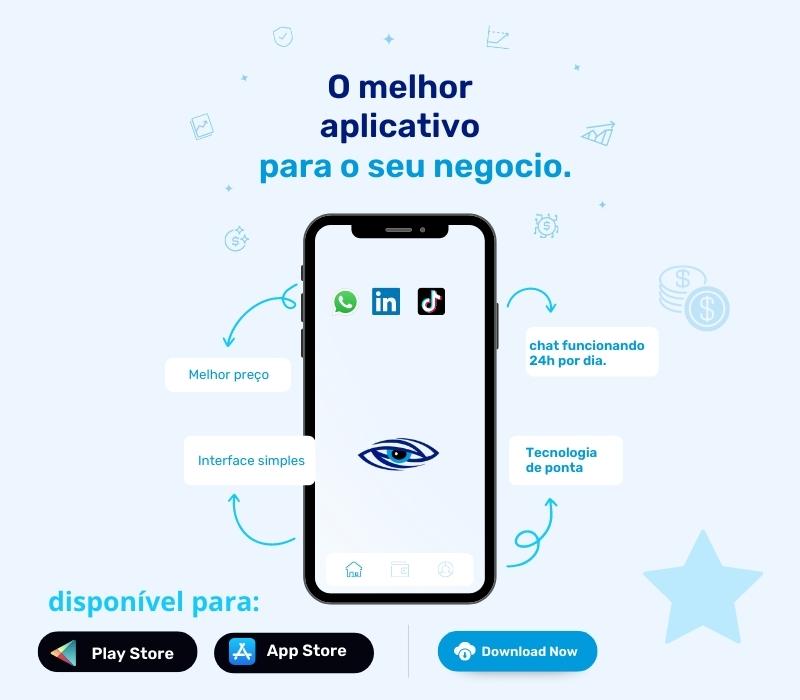 O melhor
aplicativo
para o seu negocio.
Melhor preço
chat funcionando
24h por dia.
Interface simples
Tecnologia
de ponta
disponível para:
Play Store
App Store
Download Now